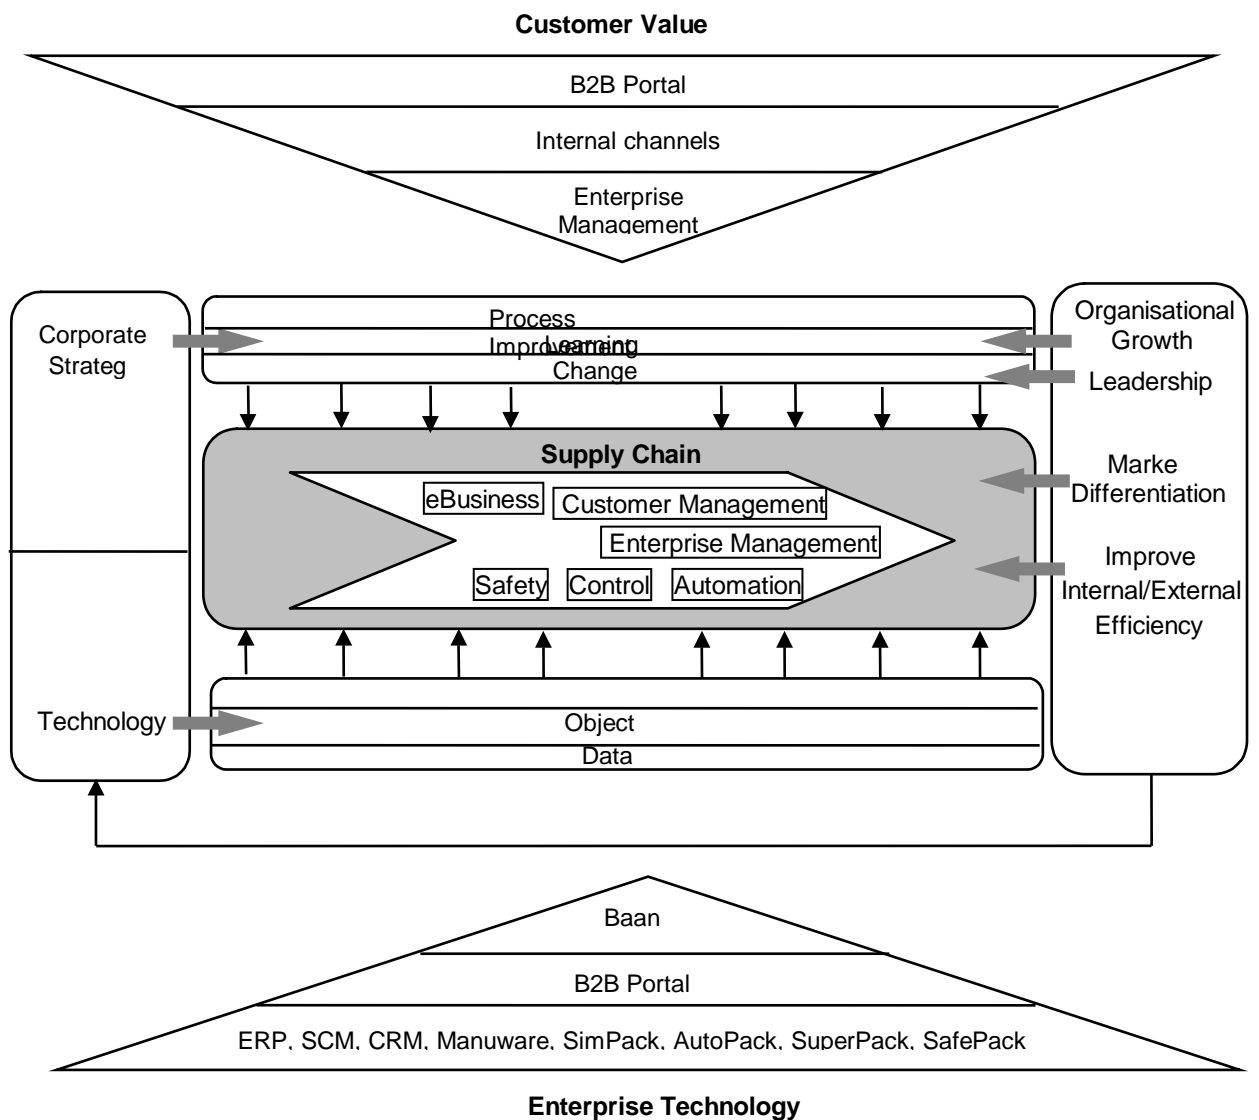 Customer Value
B2B Portal
Internal channels
Enterprise
Management
Corporate
Strateg
Process
Improvement
Learning
Change
Organisational
Growth
Leadership
Supply Chain
eBusiness
Customer Management
Enterprise Management
Safety
Control
Automation
Marke
Differentiation
Improve
Internal/External
Efficiency
Technology
Object
Data
Baan
B2B Portal
ERP, SCM, CRM, Manuware, SimPack, AutoPack, SuperPack, SafePack
Enterprise Technology